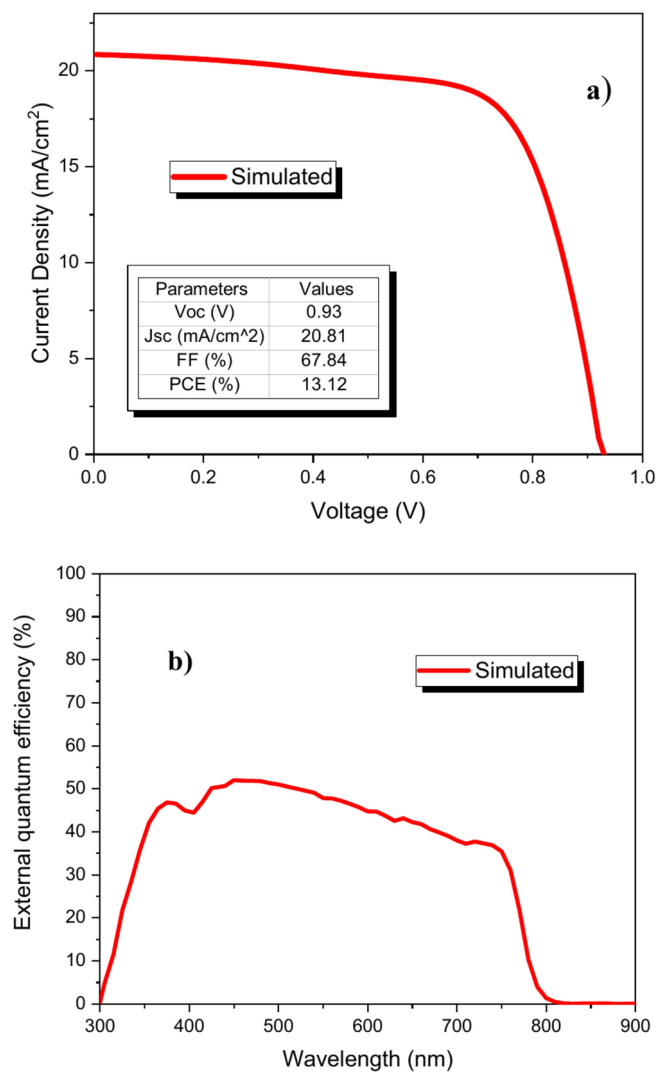 20
15
10
5
0
Current Density (mA/cm²)
a)
Simulated
Parameters Values
Voc (V) 0.93
Jsc (mA/cm^2) 20.81
FF (%) 67.84
PCE (%) 13.12
0.0 0.2 0.4 0.6 0.8 1.0
Voltage (V)
100
90
80
70
60
50
40
30
20
10
0
External quantum efficiency (%)
b)
Simulated
300 400 500 600 700 800 900
Wavelength (nm)